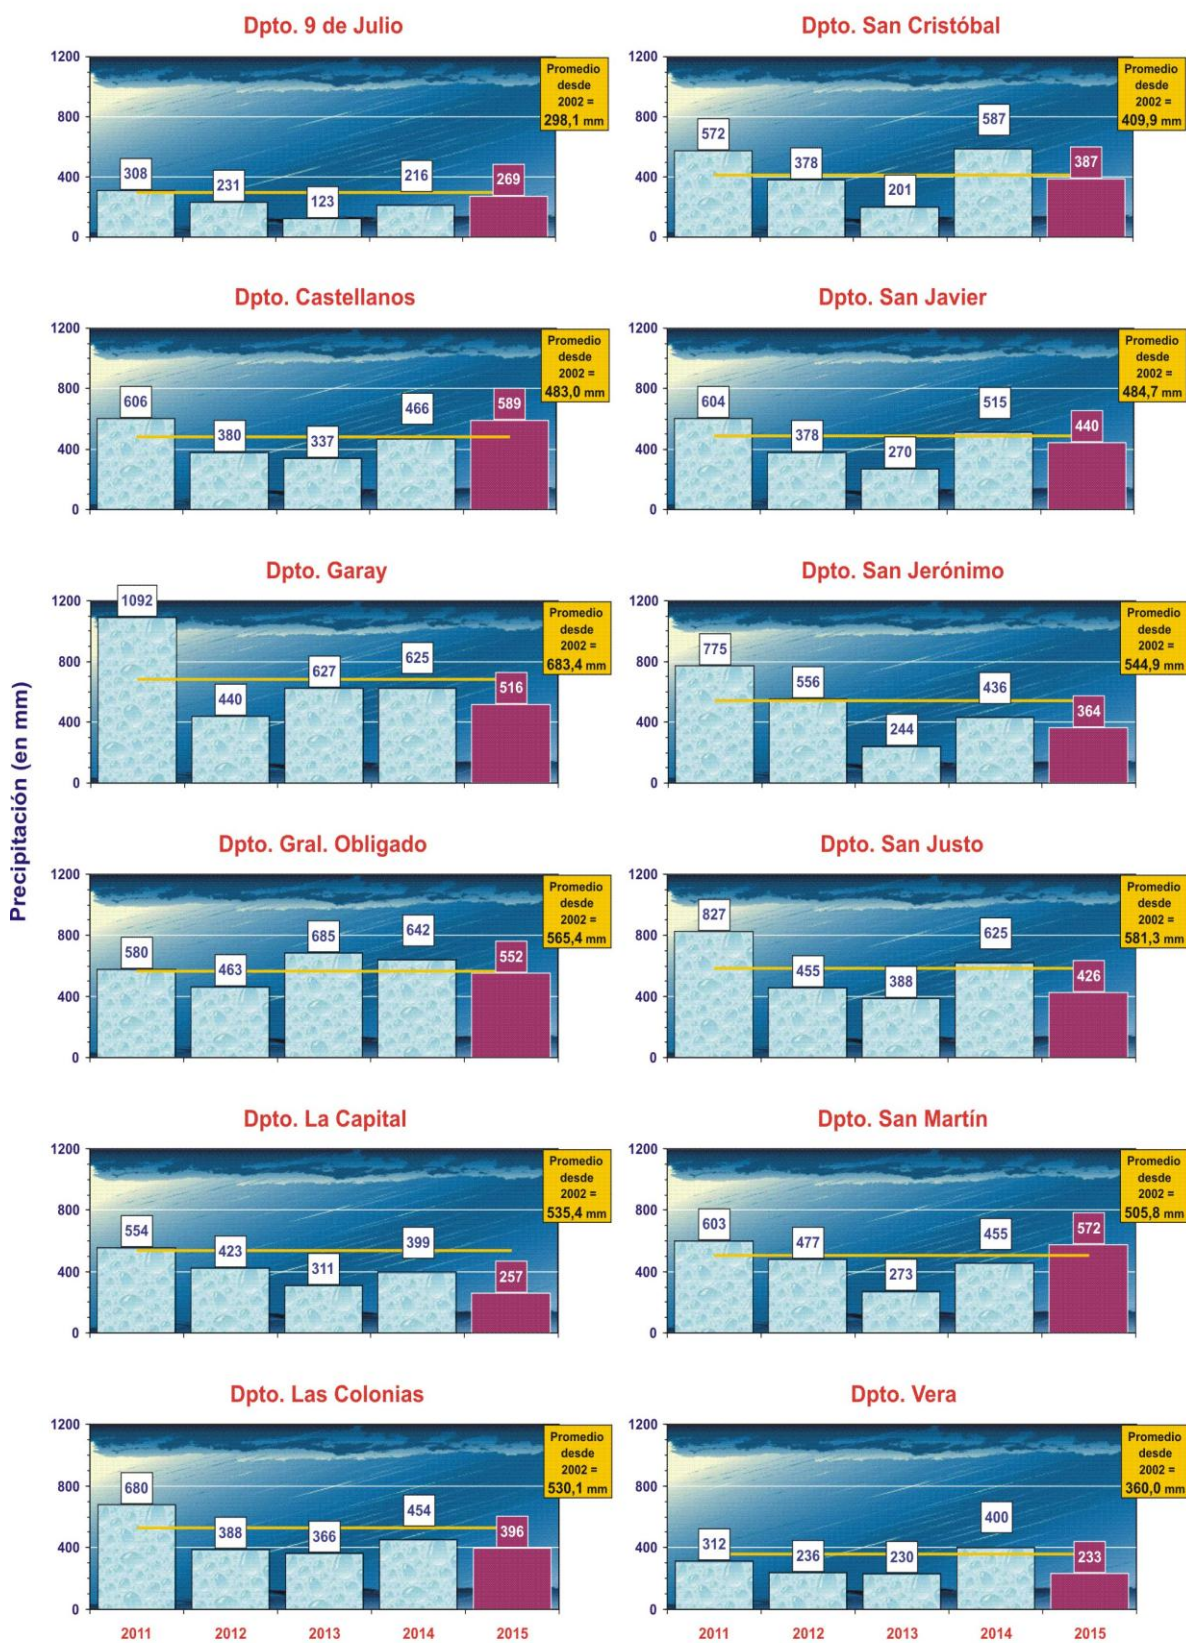 Precipitación (en mm)
Dpto. 9 de Julio
1200
800
400
0
308
231
123
216
269
Promedio
desde
2002 =
298,1 mm
Dpto. San Cristóbal
1200
800
400
0
572
378
201
587
387
Promedio
desde
2002 =
409,9 mm
Dpto. Castellanos
1200
800
400
0
606
380
337
466
589
Promedio
desde
2002 =
483,0 mm
Dpto. San Javier
1200
800
400
0
604
378
270
515
440
Promedio
desde
2002 =
484,7 mm
Dpto. Garay
1200
800
400
0
1092
440
627
625
516
Promedio
desde
2002 =
683,4 mm
Dpto. San Jerónimo
1200
800
400
0
775
556
244
436
364
Promedio
desde
2002 =
544,9 mm
Dpto. Gral. Obligado
1200
800
400
0
580
463
685
642
552
Promedio
desde
2002 =
565,4 mm
Dpto. San Justo
1200
800
400
0
827
455
388
625
426
Promedio
desde
2002 =
581,3 mm
Dpto. La Capital
1200
800
400
0
554
423
311
399
257
Promedio
desde
2002 =
535,4 mm
Dpto. San Martín
1200
800
400
0
603
477
273
455
572
Promedio
desde
2002 =
505,8 mm
Dpto. Las Colonias
1200
800
400
0
680
388
366
454
396
Promedio
desde
2002 =
530,1 mm
2011 2012 2013 2014 2015
Dpto. Vera
1200
800
400
0
312
236
230
400
233
Promedio
desde
2002 =
360,0 mm
2011 2012 2013 2014 2015